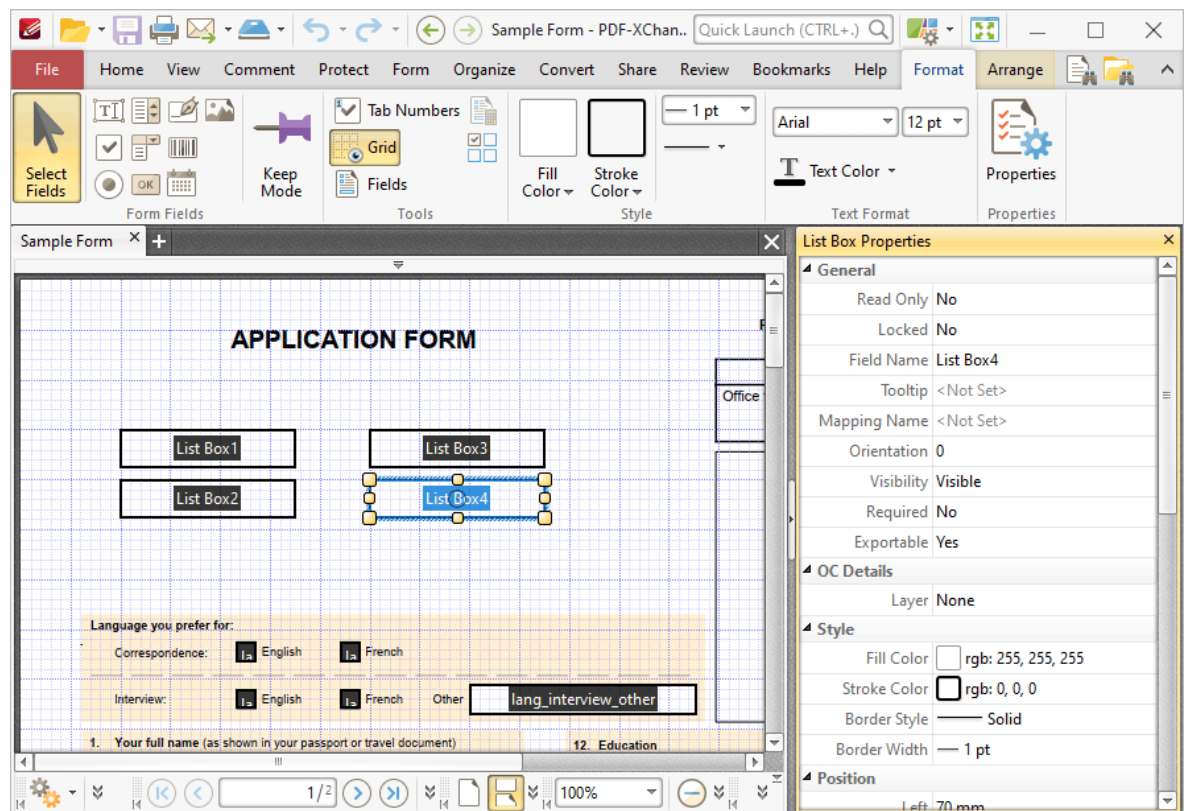 Sample Form - PDF-XChan.. Quick Launch (CTRL+.)
File Home View Comment Protect Form Organize Convert Share Review Bookmarks Help Format Arrange
Select Fields
OK
Form Fields
Keep Mode
Tab Numbers
Grid
Fields
Tools
Fill Color
Stroke Color
1 pt
Style
Arial 12 pt
Text Color
Text Format
Properties
Properties
Sample Form
APPLICATION FORM
Office
List Box1 List Box3
List Box2 List Box4
Language you prefer for:
Correspondence: English French
Interview: English French Other lang_interview_other
1. Your full name (as shown in your passport or travel document) 12. Education
1/2 100%
List Box Properties
General
Read Only No
Locked No
Field Name List Box4
Tooltip <Not Set>
Mapping Name <Not Set>
Orientation 0
Visibility Visible
Required No
Exportable Yes
OC Details
Layer None
Style
Fill Color rgb: 255, 255, 255
Stroke Color rgb: 0, 0, 0
Border Style Solid
Border Width 1 pt
Position
Left 70 mm